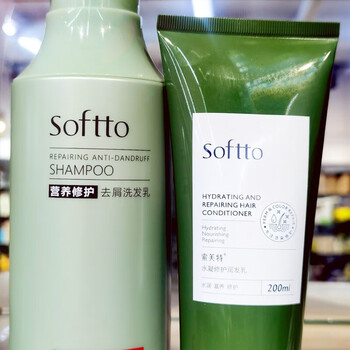 Softto
REPAIRING ANTI-DANDRUFF
SHAMPOO
营养修护 去屑洗发乳
Softto
HYDRATING AND
REPAIRING HAIR
CONDITIONER
Hydrating
Nourishing
Repairing
索芙特
水凝修护润发乳
200ml